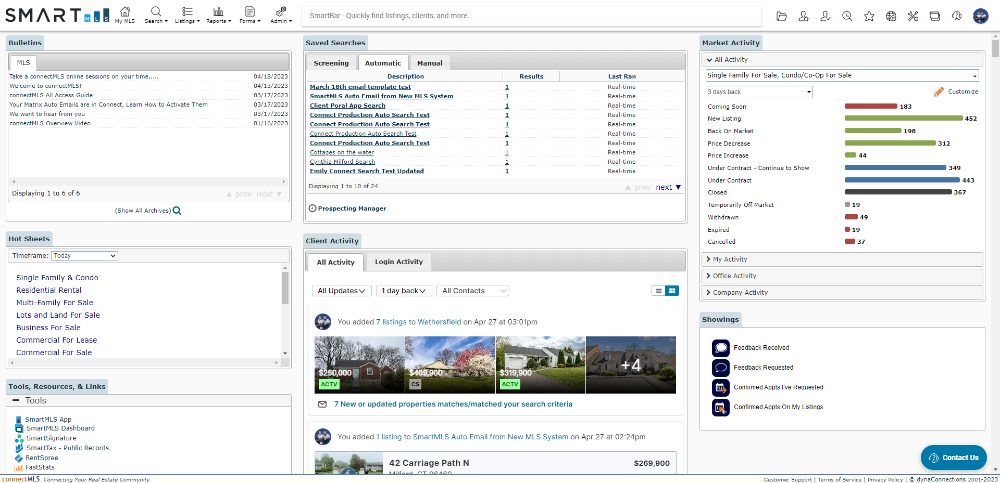 SMART MLS
My MLS
Search
Listings
Reports
Forms
Admin
SmartBar - Quickly find listings, clients, and more...
Bulletins
MLS
Take a connectMLS online sessions on your time..... 04/18/2023
Welcome to connectMLS! 04/13/2023
connectMLS All Access Guide 03/17/2023
Your Matrix Auto Emails are in Connect, Learn How to Activate Them 03/17/2023
We want to hear from you 03/17/2023
connectMLS Overview Video 01/16/2023
Displaying 1 to 6 of 6 ▲ prev next ▼
(Show All Archives)
Hot Sheets
Timeframe: Today
Single Family & Condo
Residential Rental
Multi-Family For Sale
Lots and Land For Sale
Business For Sale
Commercial For Lease
Commercial For Sale
Tools, Resources, & Links
Tools
SmartMLS App
SmartMLS Dashboard
SmartSignature
SmartTax - Public Records
RentSpree
FastStats
Saved Searches
Screening Automatic Manual
Description Results Last Ran
March 18th email template test 1 Real-time
SmartMLS Auto Email from New MLS System 1 Real-time
Client Poral App Search 1 Real-time
Connect Production Auto Search Test 1 Real-time
Connect Production Auto Search Test 1 Real-time
Connect Production Auto Search Test 1 Real-time
Connect Production Auto Search Test 1 Real-time
Cottages on the water 1 Real-time
Cynthia Milford Search 1 Real-time
Emily Connect Search Test Updated 1 Real-time
Displaying 1 to 10 of 24 ▲ prev next ▼
Prospecting Manager
Client Activity
All Activity Login Activity
All Updates 1 day back All Contacts
You added 7 listings to Wethersfield on Apr 27 at 03:01pm
$250,000 $409,900 $319,900 +4
ACTV CS ACTV
7 New or updated properties matches/matched your search criteria
You added 1 listing to SmartMLS Auto Email from New MLS System on Apr 27 at 02:24pm
42 Carriage Path N $269,900
Milford, CT 06460
Market Activity
All Activity
Single Family For Sale, Condo/Co-Op For Sale
3 days back Customize
Coming Soon 183
New Listing 452
Back On Market 198
Price Decrease 312
Price Increase 44
Under Contract - Continue to Show 349
Under Contract 443
Closed 367
Temporarily Off Market 19
Withdrawn 49
Expired 19
Cancelled 37
My Activity
Office Activity
Company Activity
Showings
Feedback Received
Feedback Requested
Confirmed Appts I've Requested
Confirmed Appts On My Listings
Contact Us
connectMLS Connecting Your Real Estate Community
Customer Support | Terms of Service | Privacy Policy | © dynaConnections 2001-2023